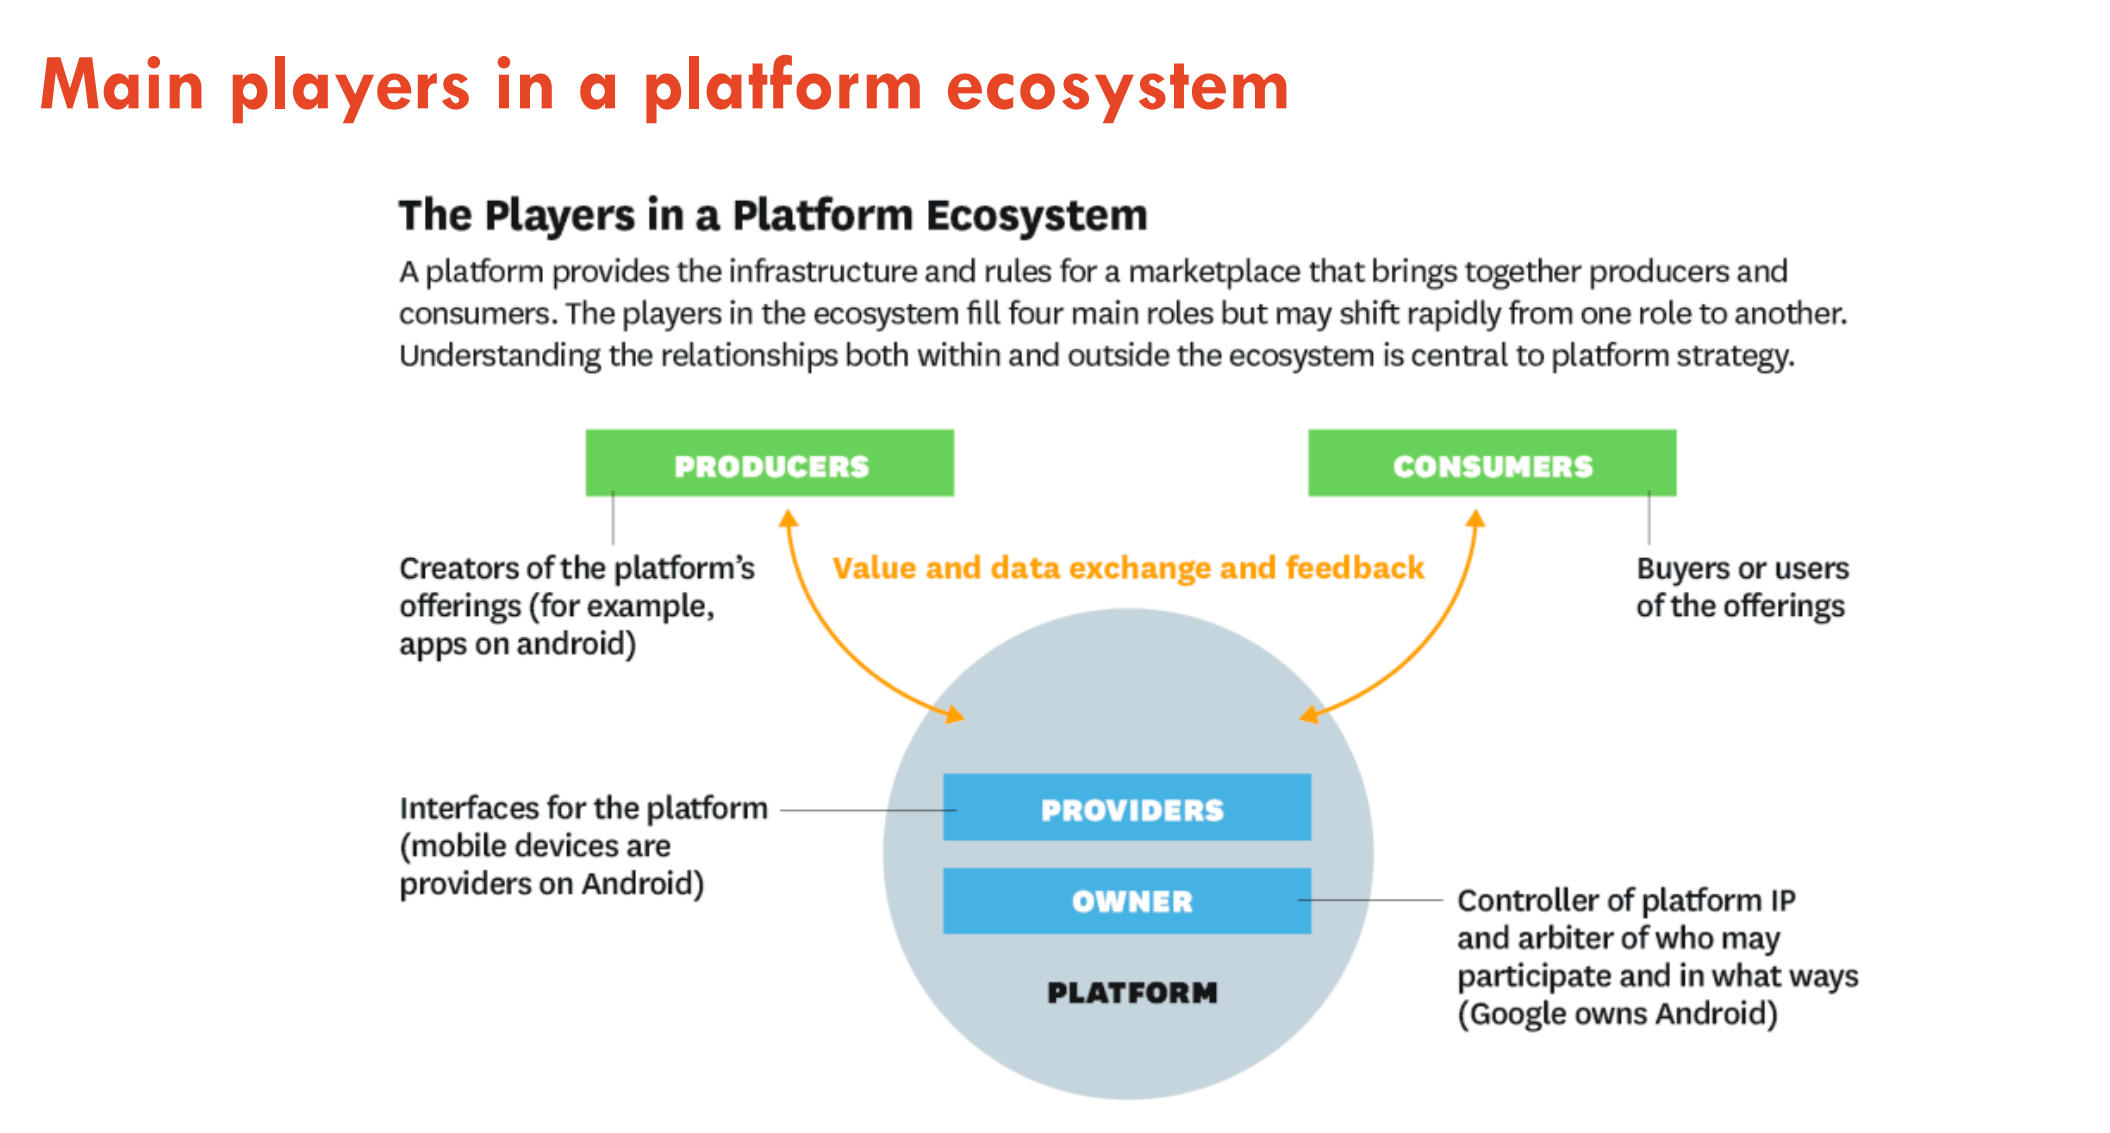 Main players in a platform ecosystem
The Players in a Platform Ecosystem
A platform provides the infrastructure and rules for a marketplace that brings together producers and
consumers. The players in the ecosystem fill four main roles but may shift rapidly from one role to another.
Understanding the relationships both within and outside the ecosystem is central to platform strategy.
PRODUCERS
CONSUMERS
Creators of the platform’s
offerings (for example,
apps on android)
Value and data exchange and feedback
Buyers or users
of the offerings
Interfaces for the platform
(mobile devices are
providers on Android)
PROVIDERS
OWNER
PLATFORM
Controller of platform IP
and arbiter of who may
participate and in what ways
(Google owns Android)